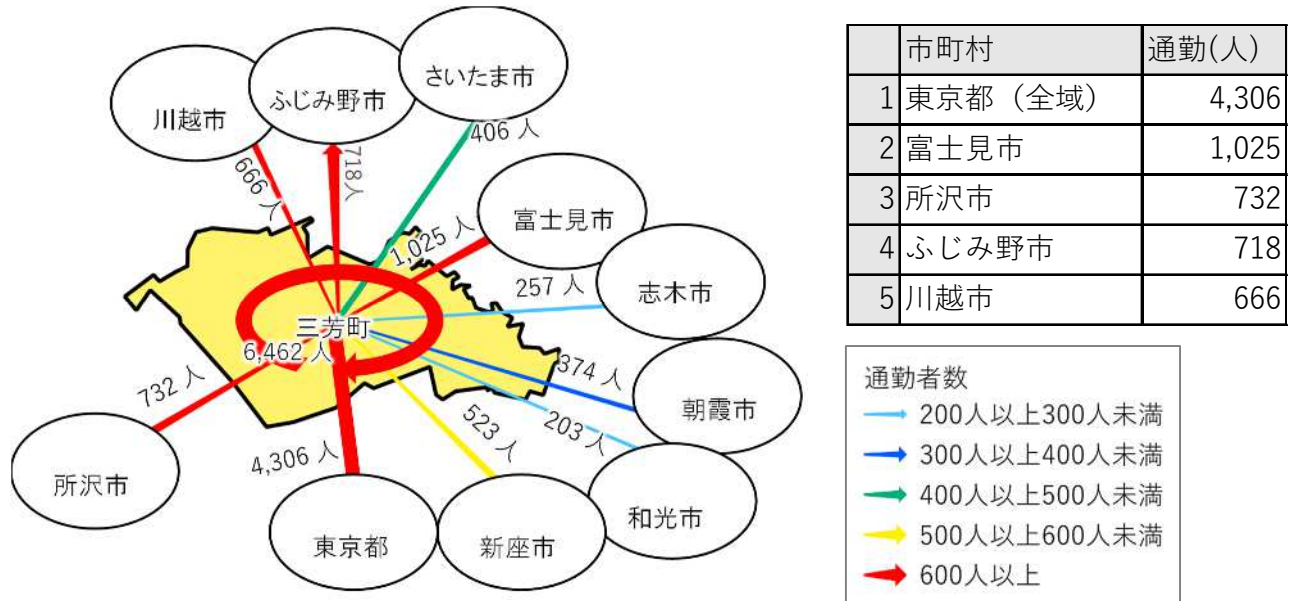 さいたま市
ふじみ野市
川越市
406 人
718人
666 人
富士見市
1,025 人
志木市
257 人
三芳町
6,462 人
374 人
朝霞市
732 人
523 人
203 人
4,306 人
所沢市
和光市
東京都
新座市
市町村 通勤(人)
1 東京都（全域） 4,306
2 富士見市 1,025
3 所沢市 732
4 ふじみ野市 718
5 川越市 666
通勤者数
200人以上300人未満
300人以上400人未満
400人以上500人未満
500人以上600人未満
600人以上